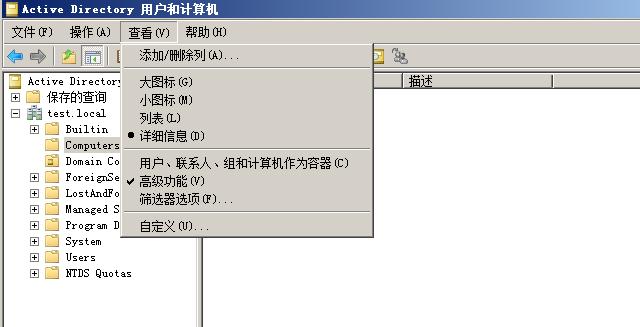 Active Directory 用户和计算机
文件(F) 操作(A) 查看(V) 帮助(H)
添加/删除列(A)...
大图标(G)
小图标(M)
列表(L)
详细信息(D)
用户、联系人、组和计算机作为容器(C)
高级功能(V)
筛选器选项(F)...
自定义(U)...
描述
Active Directory
保存的查询
test.local
Builtin
Computers
Domain Co
ForeignSe
LostAndFo
Managed S
Program D
System
Users
NTDS Quotas